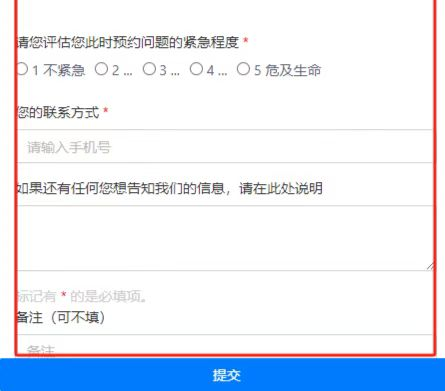 请您评估您此时预约问题的紧急程度 *
1 不紧急 2 ... 3 ... 4 ... 5 危及生命
您的联系方式 *
请输入手机号
如果还有任何您想告知我们的信息，请在此处说明
标记有 * 的是必填项。
备注（可不填）
备注
提交